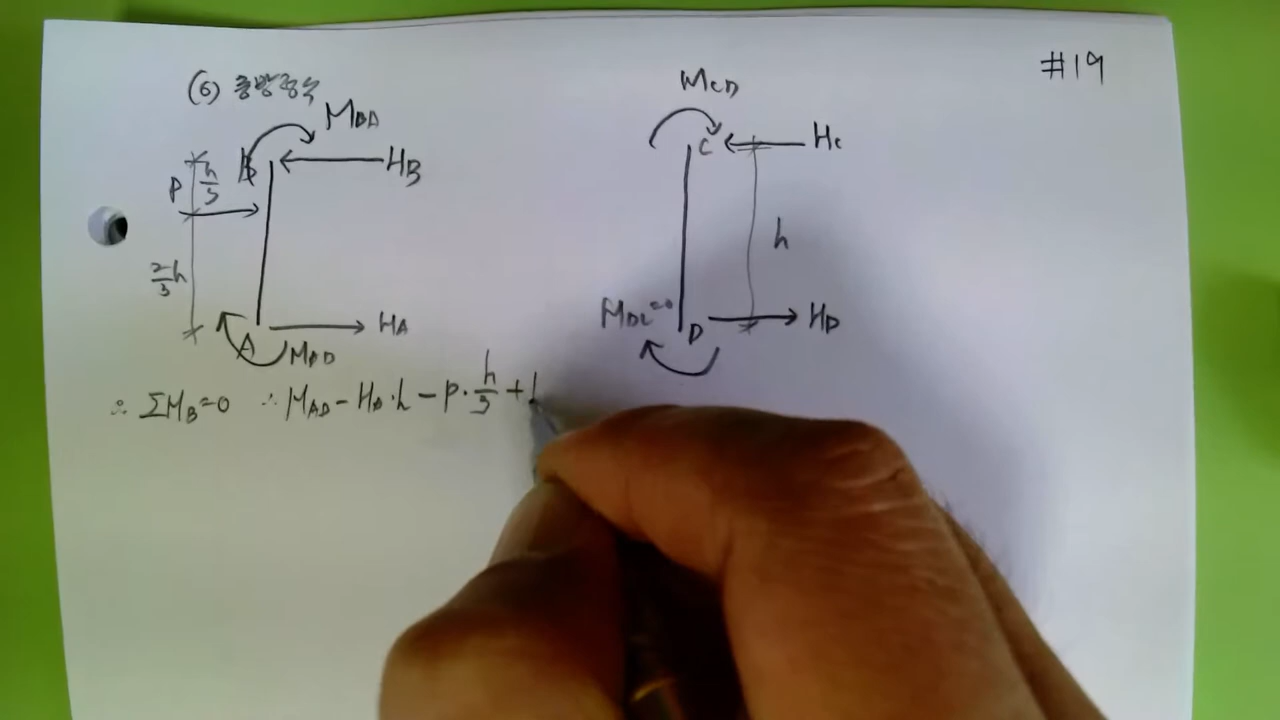 #19
(6) 층방정식
M_BA
B
H_B
P
h/3
2/3 h
H_A
A
M_AB
M_CD
C
H_C
h
M_DC=0
D
H_D
∴ ΣM_B=0 ∴ M_AB - H_A·h - P·h/3 +